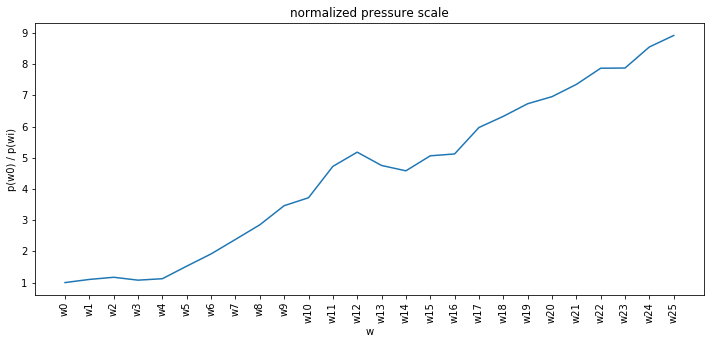 normalized pressure scale
p(w0) / p(wi)
9
8
7
6
5
4
3
2
1
w0
w1
w2
w3
w4
w5
w6
w7
w8
w9
w10
w11
w12
w13
w14
w15
w16
w17
w18
w19
w20
w21
w22
w23
w24
w25
w